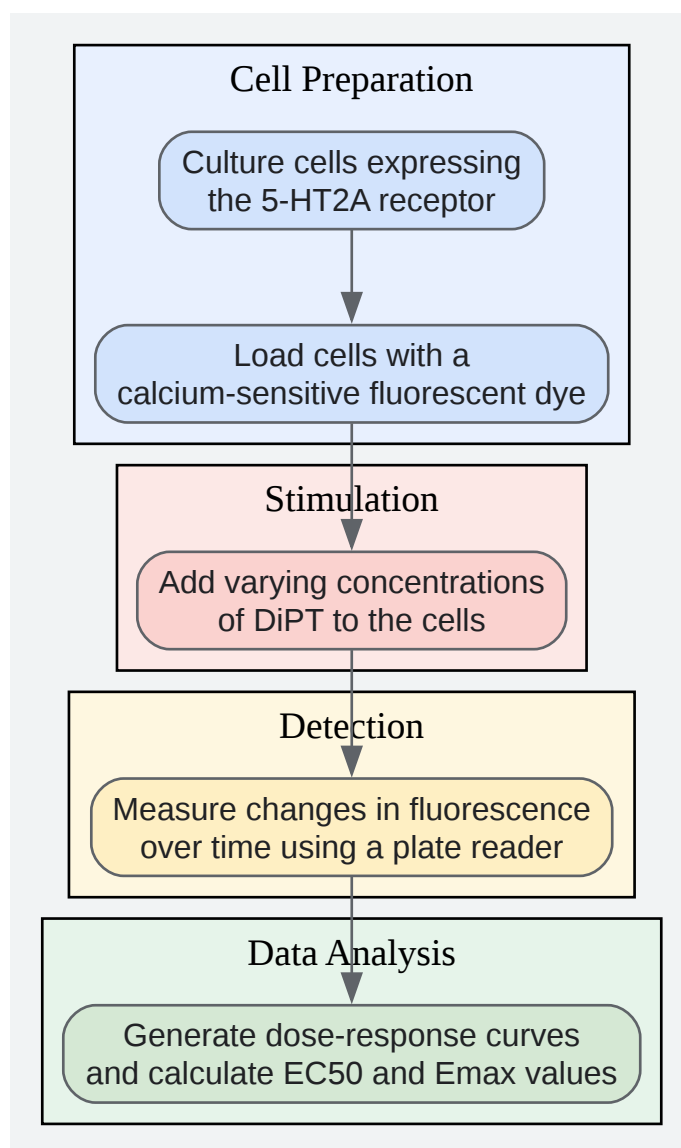 Cell Preparation
Culture cells expressing
the 5-HT2A receptor
Load cells with a
calcium-sensitive fluorescent dye
Stimulation
Add varying concentrations
of DiPT to the cells
Detection
Measure changes in fluorescence
over time using a plate reader
Data Analysis
Generate dose-response curves
and calculate EC50 and Emax values